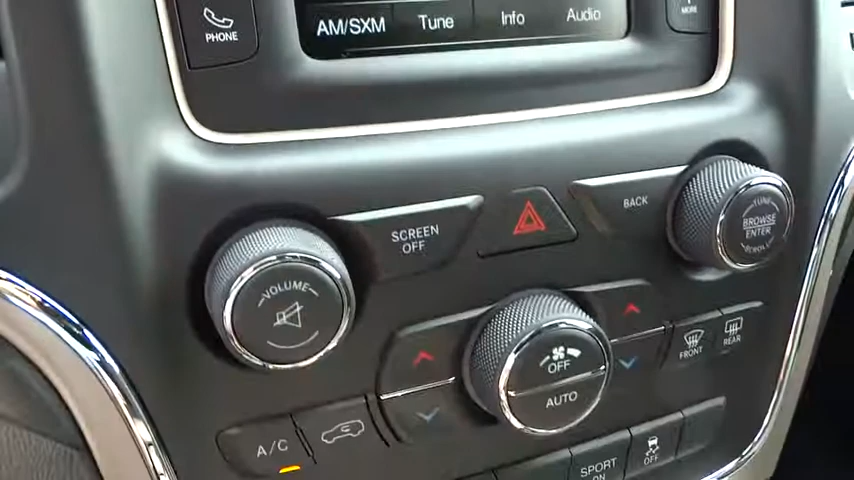 PHONE
AM/SXM Tune Info Audio
MORE
SCREEN
OFF
BACK
TUNE
BROWSE
ENTER
SCROLL
VOLUME
OFF
AUTO
FRONT
REAR
A/C
SPORT
ON
OFF